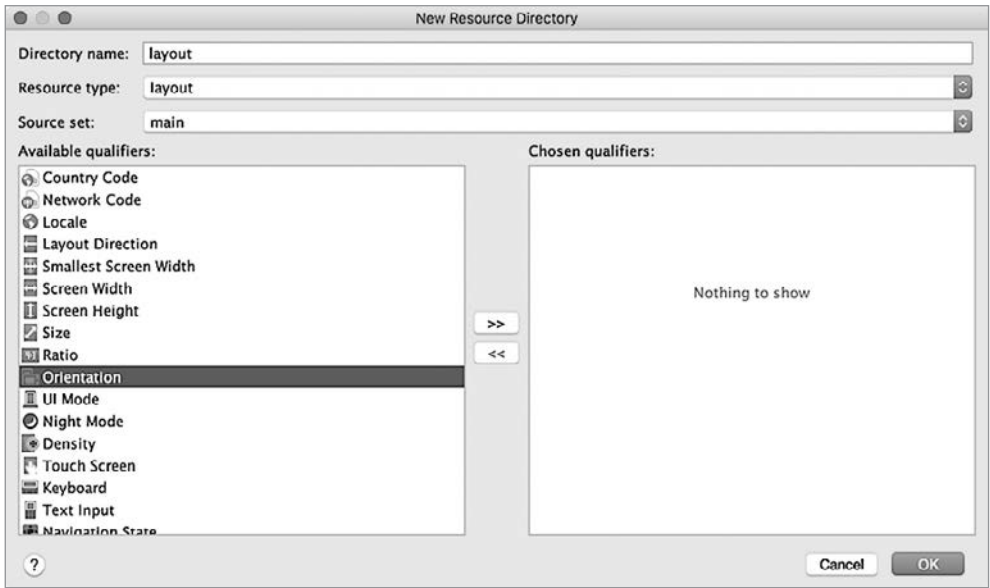 New Resource Directory
Directory name: layout
Resource type: layout
Source set: main
Available qualifiers:
Country Code
Network Code
Locale
Layout Direction
Smallest Screen Width
Screen Width
Screen Height
Size
Ratio
Orientation
UI Mode
Night Mode
Density
Touch Screen
Keyboard
Text Input
Navigation State
>>
<<
Chosen qualifiers:
Nothing to show
?
Cancel
OK